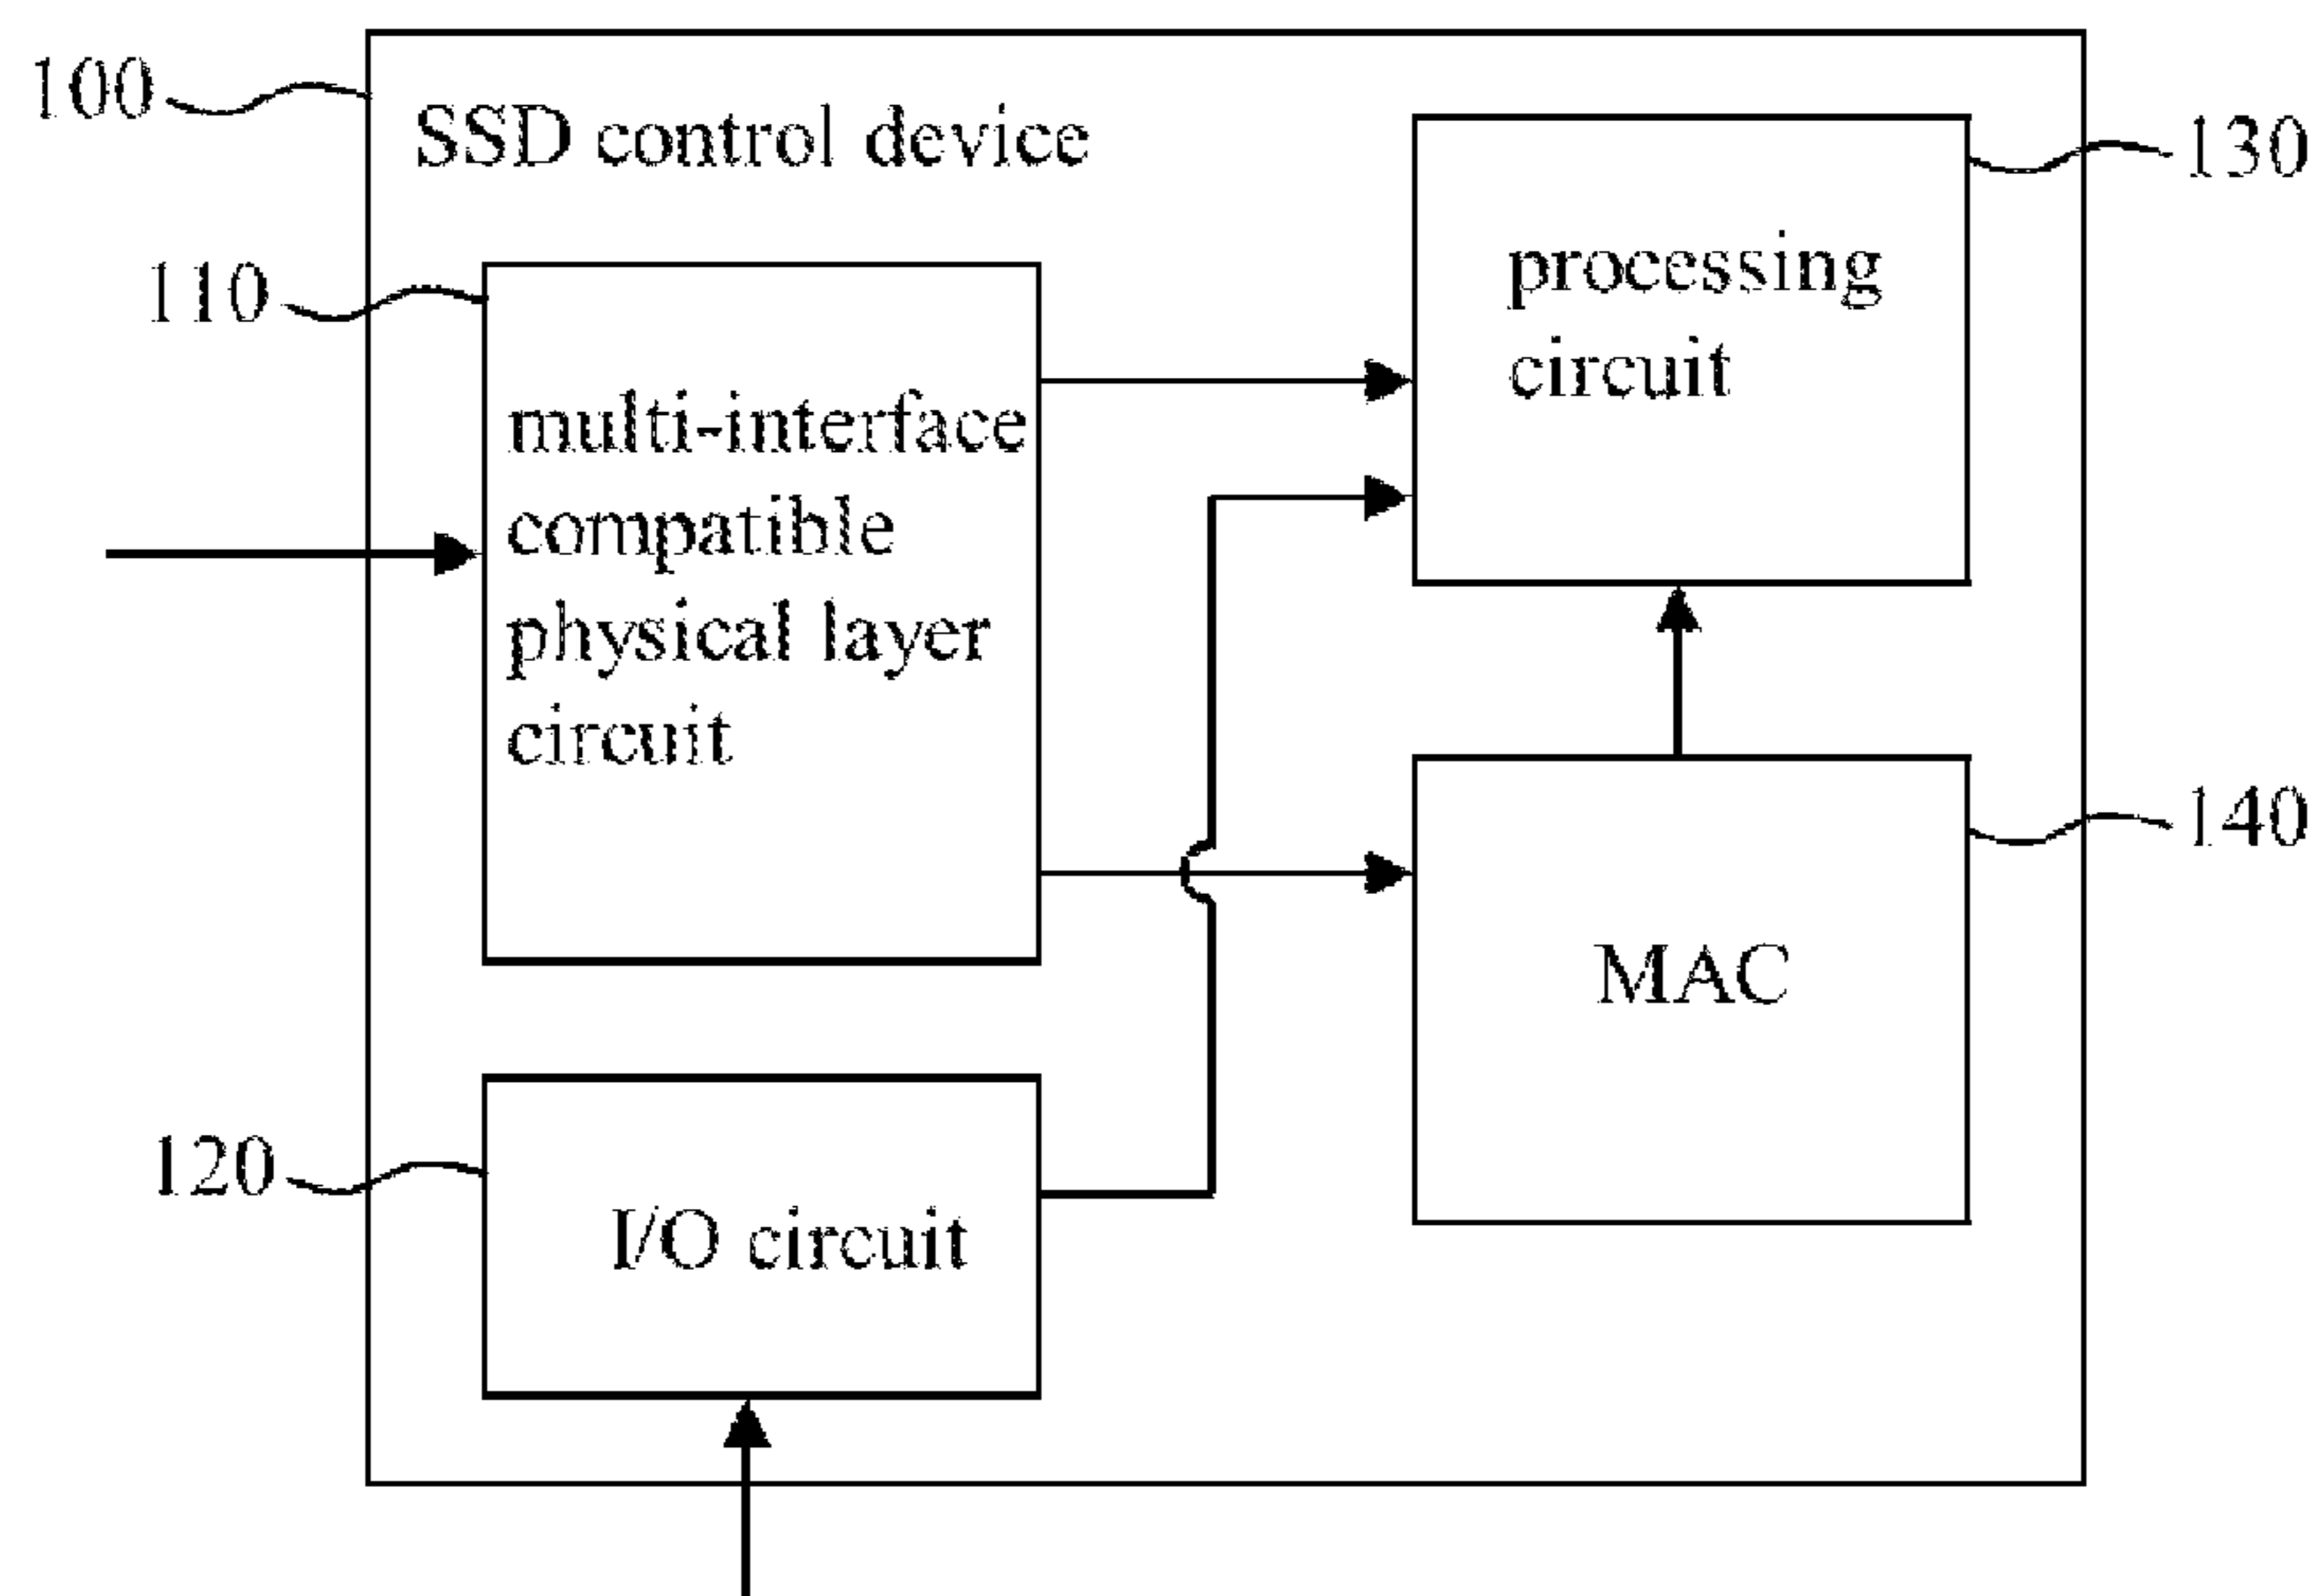 100
SSD control device
130
110
processing
circuit
multi-interface
compatible
physical layer
circuit
140
MAC
120
I/O circuit